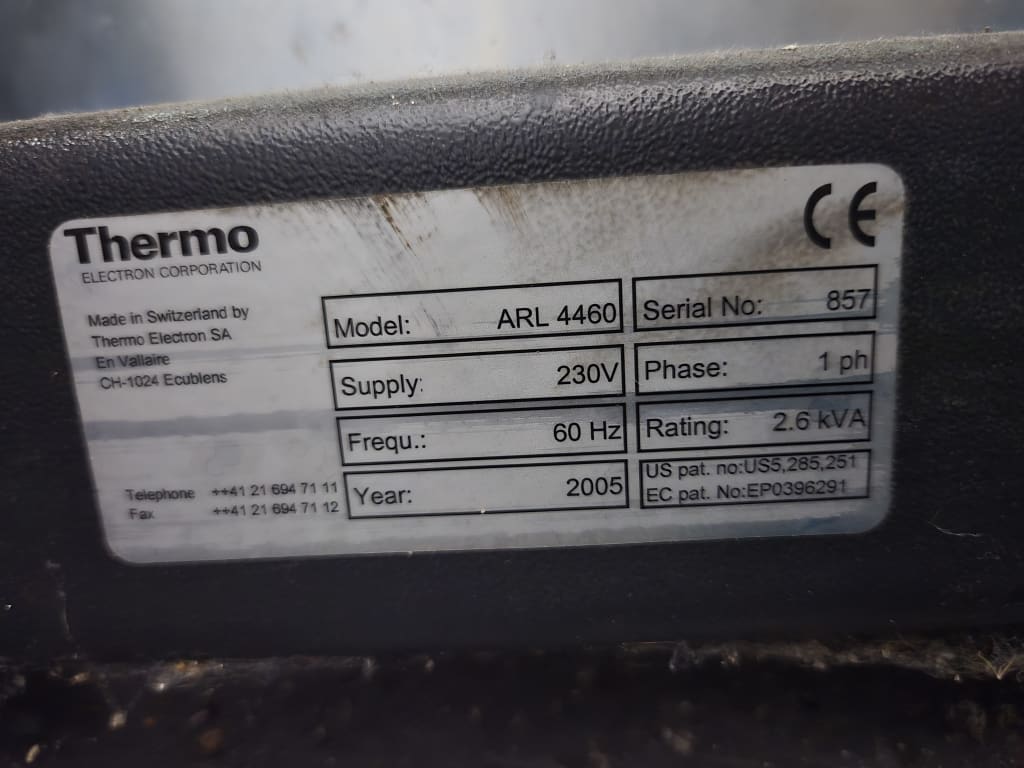 Thermo
ELECTRON CORPORATION
CE
Made in Switzerland by
Thermo Electron SA
En Vallaire
CH-1024 Ecublens
Telephone ++41 21 694 71 11
Fax ++41 21 694 71 12
Model: ARL 4460
Serial No: 857
Supply: 230V
Phase: 1 ph
Frequ.: 60 Hz
Rating: 2.6 kVA
Year: 2005
US pat. no:US5,285,251
EC pat. No:EP0396291